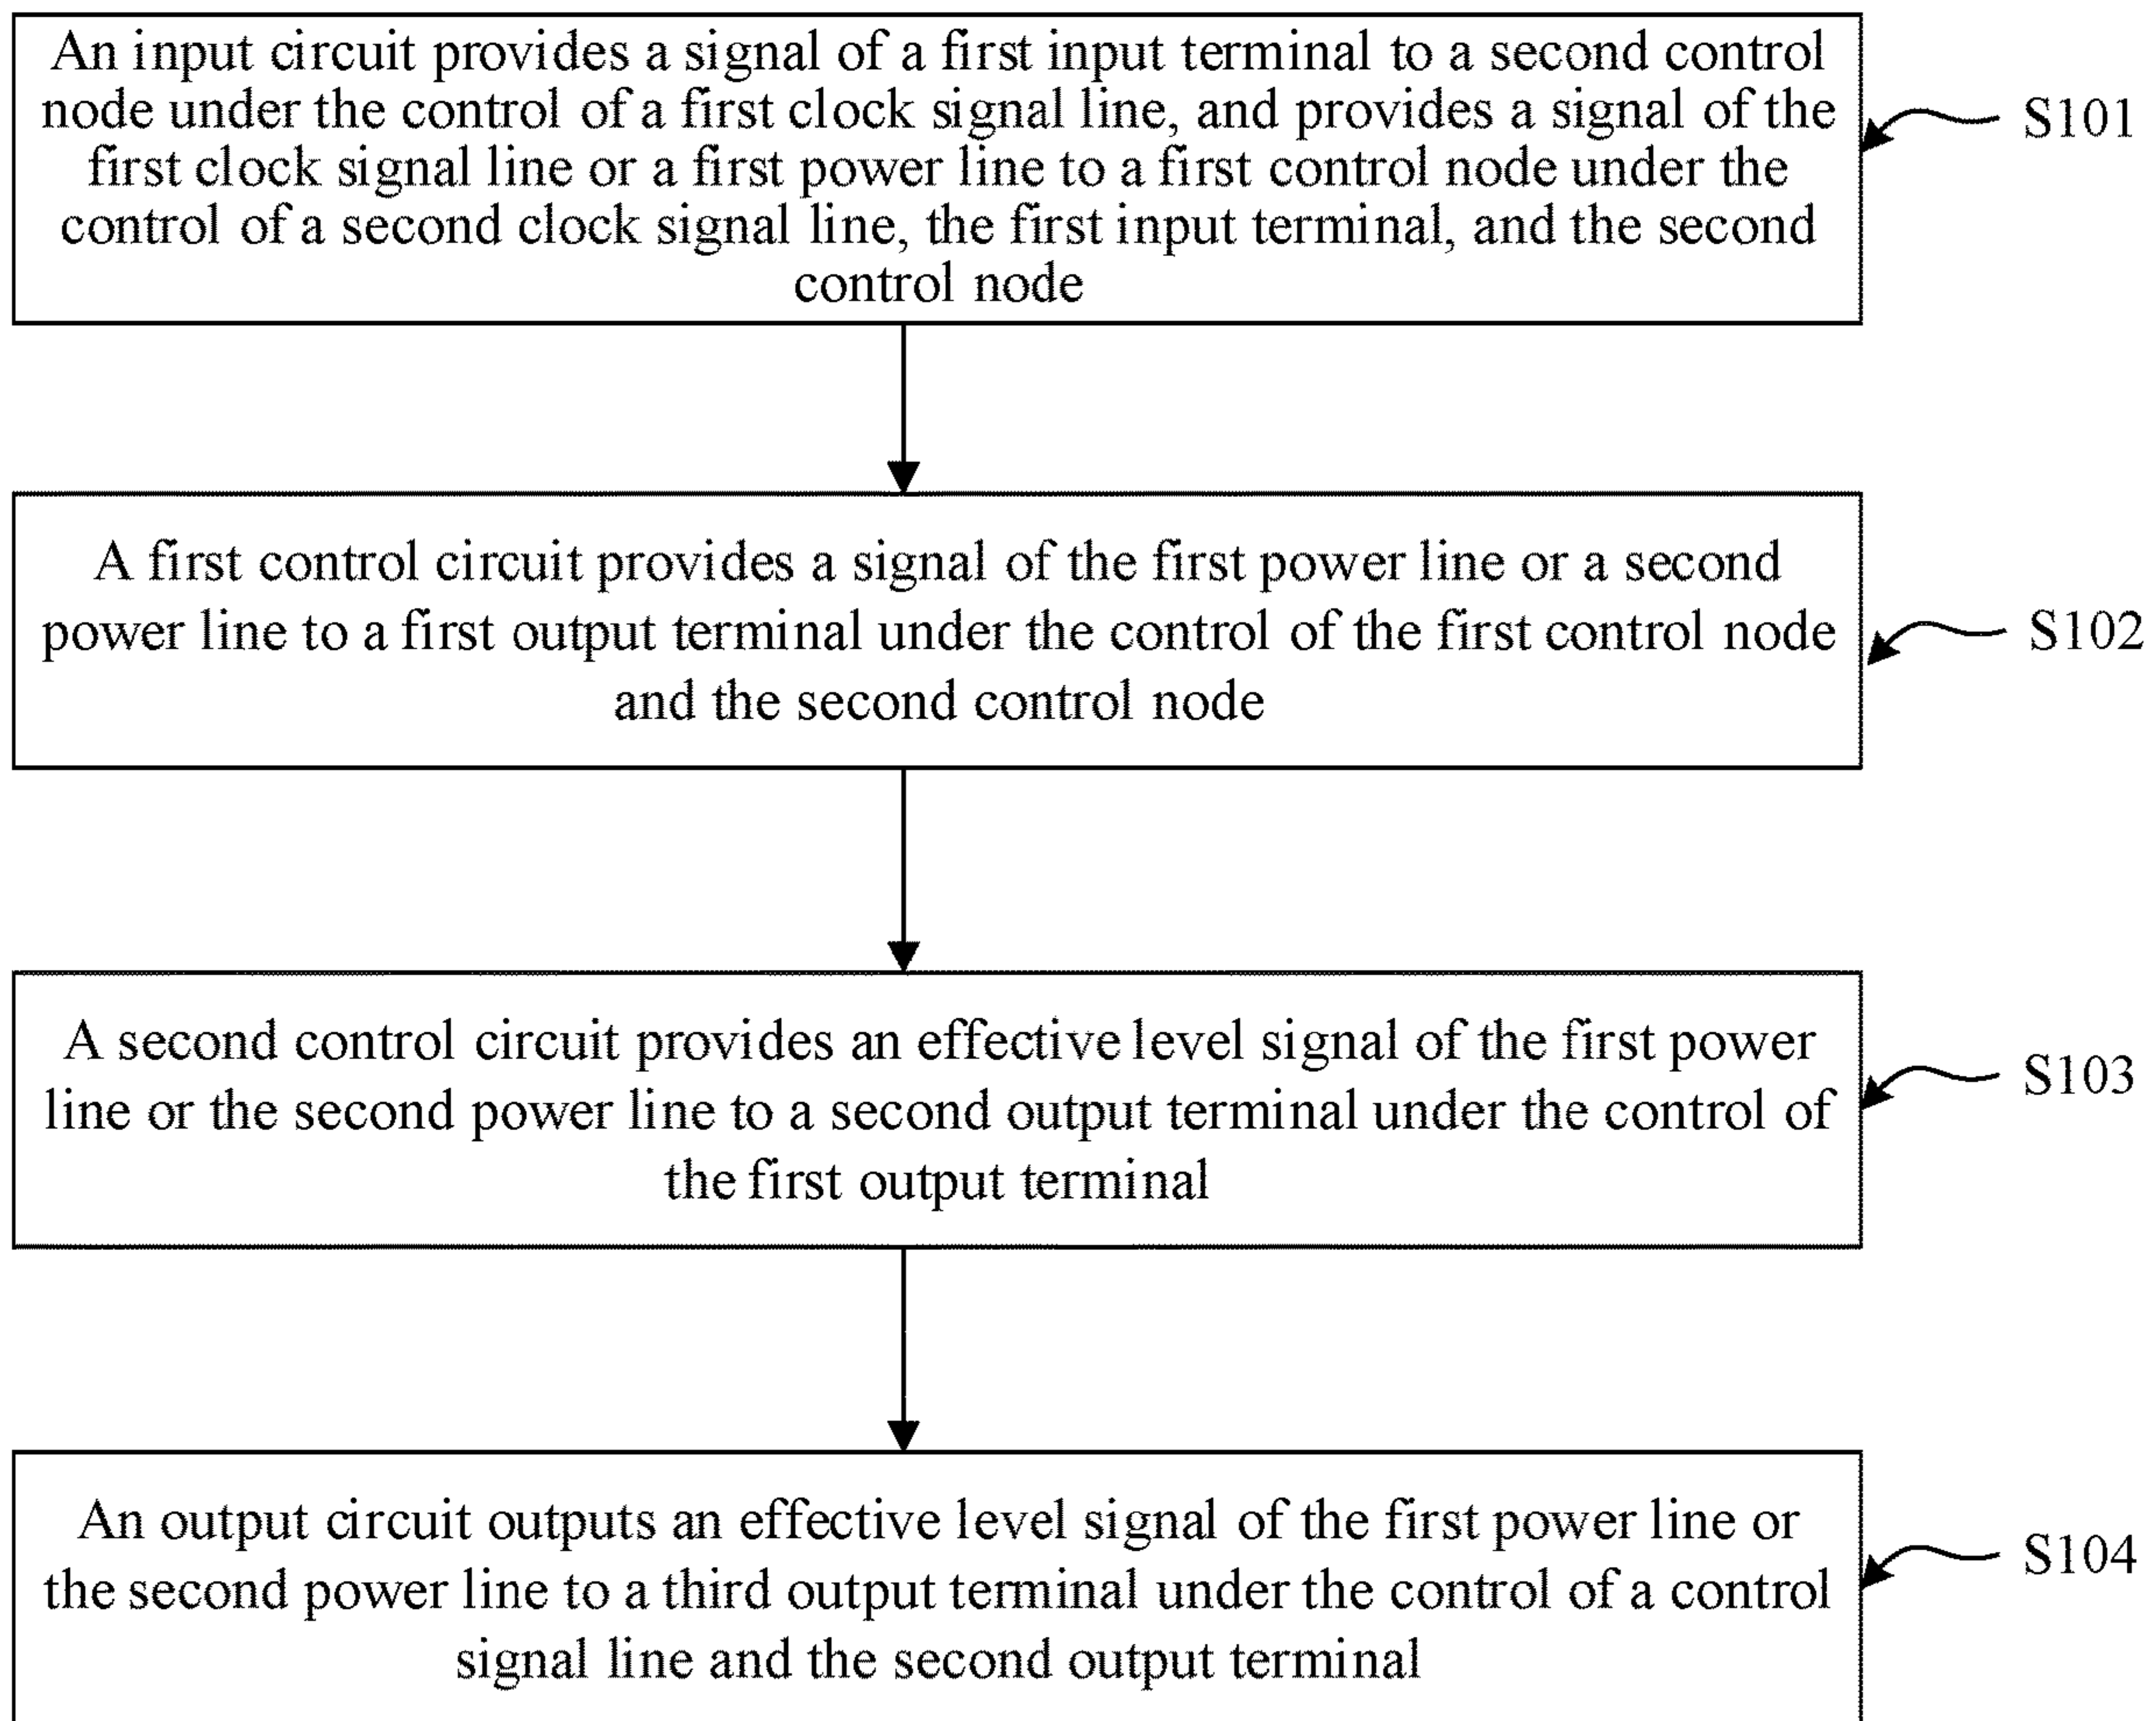 An input circuit provides a signal of a first input terminal to a second control
node under the control of a first clock signal line, and provides a signal of the
first clock signal line or a first power line to a first control node under the
control of a second clock signal line, the first input terminal, and the second
control node
S101
A first control circuit provides a signal of the first power line or a second
power line to a first output terminal under the control of the first control node
and the second control node
S102
A second control circuit provides an effective level signal of the first power
line or the second power line to a second output terminal under the control of
the first output terminal
S103
An output circuit outputs an effective level signal of the first power line or
the second power line to a third output terminal under the control of a control
signal line and the second output terminal
S104